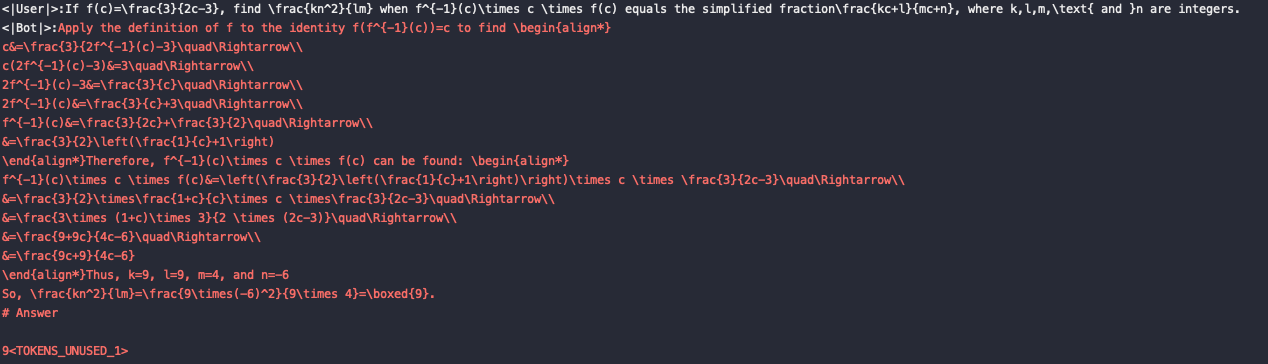 <|User|>:If f(c)=\frac{3}{2c-3}, find \frac{kn^2}{lm} when f^{-1}(c)\times c \times f(c) equals the simplified fraction\frac{kc+l}{mc+n}, where k,l,m,\text{ and }n are integers.
<|Bot|>:Apply the definition of f to the identity f(f^{-1}(c))=c to find \begin{align*}
c&=\frac{3}{2f^{-1}(c)-3}\quad\Rightarrow\\
c(2f^{-1}(c)-3)&=3\quad\Rightarrow\\
2f^{-1}(c)-3&=\frac{3}{c}\quad\Rightarrow\\
2f^{-1}(c)&=\frac{3}{c}+3\quad\Rightarrow\\
f^{-1}(c)&=\frac{3}{2c}+\frac{3}{2}\quad\Rightarrow\\
&=\frac{3}{2}\left(\frac{1}{c}+1\right)
\end{align*}Therefore, f^{-1}(c)\times c \times f(c) can be found: \begin{align*}
f^{-1}(c)\times c \times f(c)&=\left(\frac{3}{2}\left(\frac{1}{c}+1\right)\right)\times c \times \frac{3}{2c-3}\quad\Rightarrow\\
&=\frac{3}{2}\times\frac{1+c}{c}\times c \times\frac{3}{2c-3}\quad\Rightarrow\\
&=\frac{3\times (1+c)\times 3}{2 \times (2c-3)}\quad\Rightarrow\\
&=\frac{9+9c}{4c-6}\quad\Rightarrow\\
&=\frac{9c+9}{4c-6}
\end{align*}Thus, k=9, l=9, m=4, and n=-6
So, \frac{kn^2}{lm}=\frac{9\times(-6)^2}{9\times 4}=\boxed{9}.
# Answer
9<TOKENS_UNUSED_1>